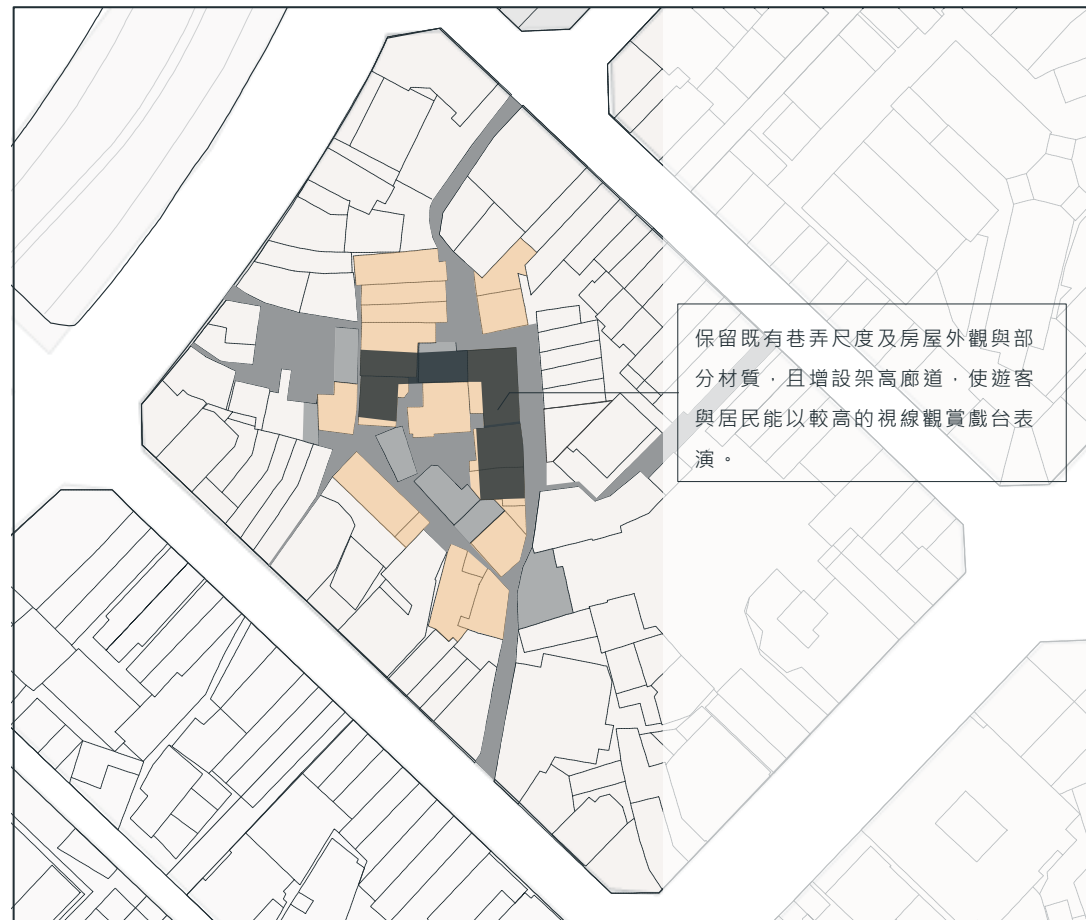 保留既有巷弄尺度及房屋外觀與部
分材質，且增設架高廊道，使遊客
與居民能以較高的視線觀賞戲台表
演。